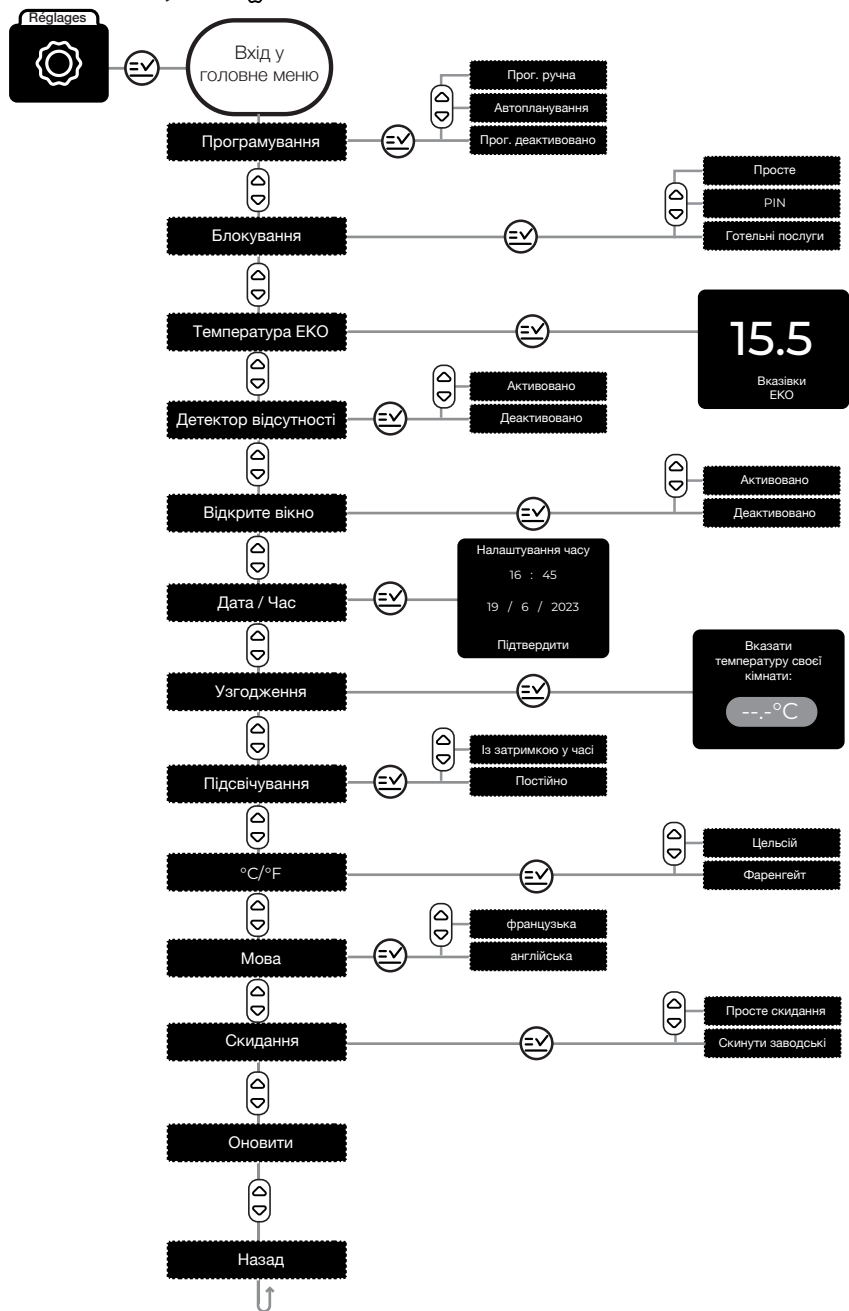 Réglages
Вхід у
головне меню
Програмування
Прог. ручна
Автопланування
Прог. деактивовано
Блокування
Просте
PIN
Готельні послуги
Температура ЕКО
15.5
Вказівки
ЕКО
Детектор відсутності
Активовано
Деактивовано
Відкрите вікно
Активовано
Деактивовано
Дата / Час
Налаштування часу
16 : 45
19 / 6 / 2023
Підтвердити
Узгодження
Вказати
температуру своєї
кімнати:
--.-°C
Підсвічування
Із затримкою у часі
Постійно
°C/°F
Цельсій
Фаренгейт
Мова
французька
англійська
Скидання
Просте скидання
Скинути заводські
Оновити
Назад